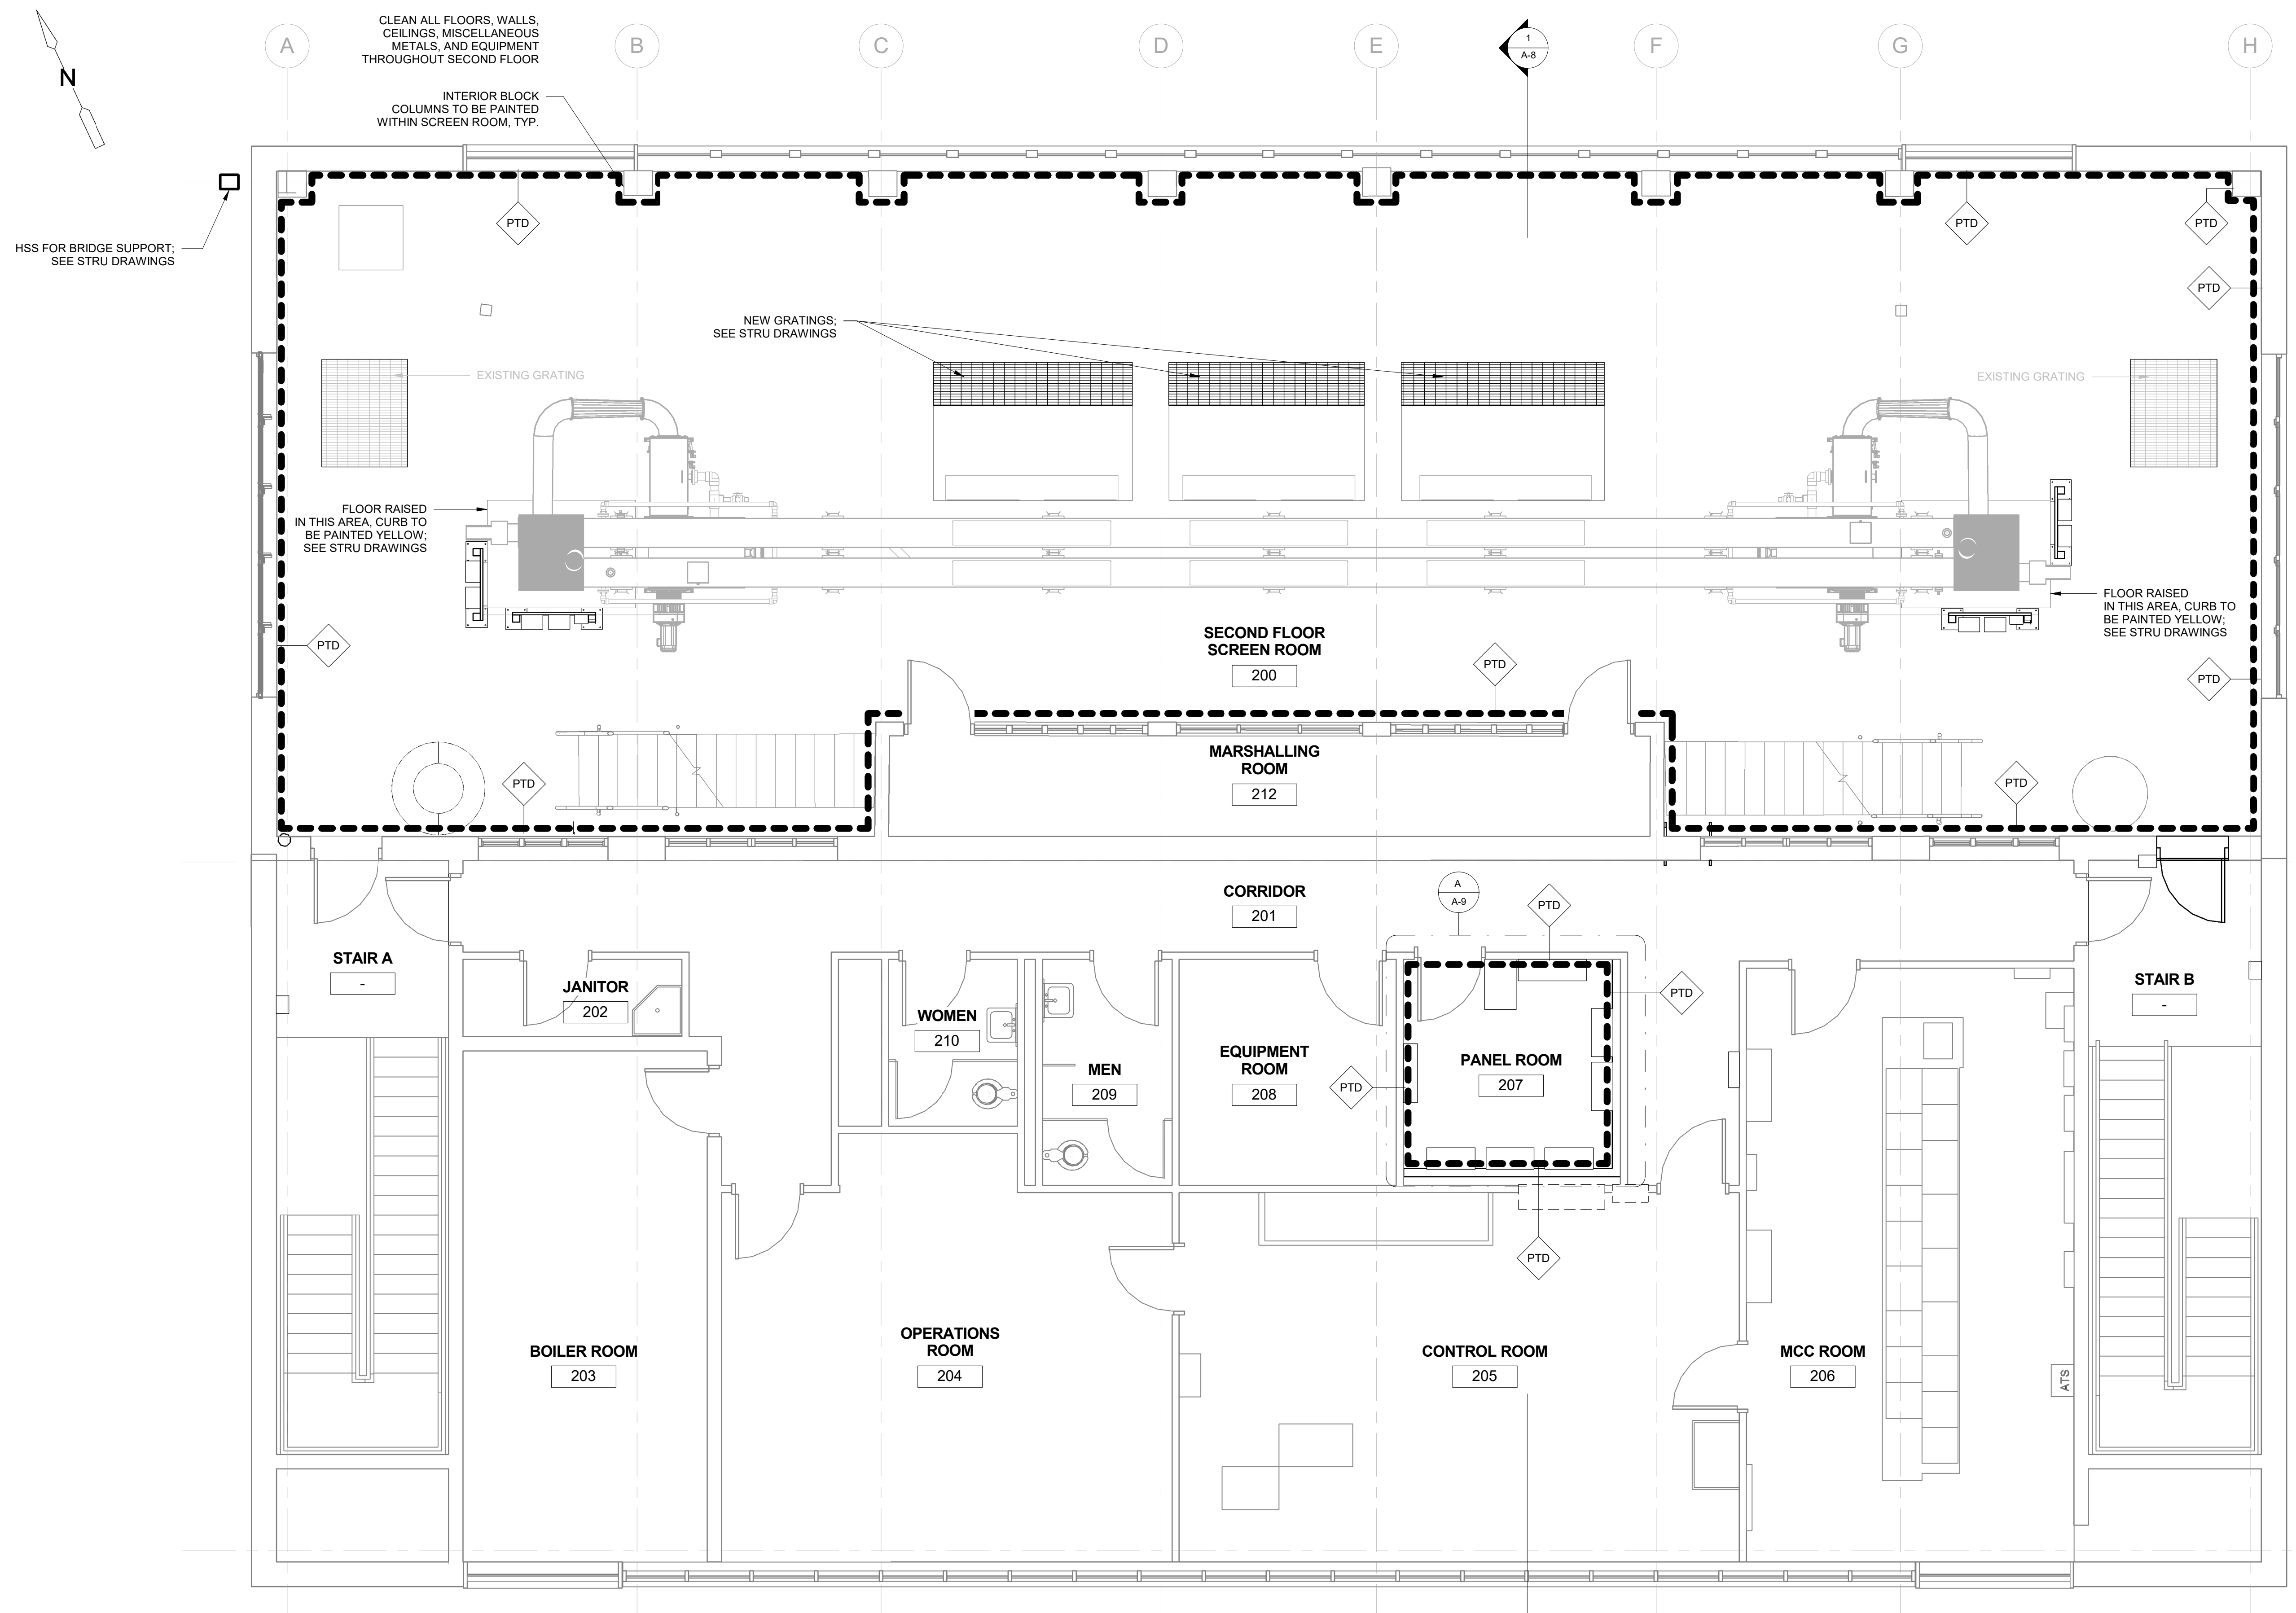 CLEAN ALL FLOORS, WALLS,
CEILINGS, MISCELLANEOUS
METALS, AND EQUIPMENT
THROUGHOUT SECOND FLOOR
A
B
C
D
E
1
A-8
F
G
H
N
INTERIOR BLOCK
COLUMNS TO BE PAINTED
WITHIN SCREEN ROOM, TYP.
PTD
PTD
PTD
HSS FOR BRIDGE SUPPORT;
SEE STRU DRAWINGS
PTD
NEW GRATINGS;
SEE STRU DRAWINGS
EXISTING GRATING
EXISTING GRATING
FLOOR RAISED
IN THIS AREA, CURB TO
BE PAINTED YELLOW;
SEE STRU DRAWINGS
FLOOR RAISED
IN THIS AREA, CURB TO
BE PAINTED YELLOW;
SEE STRU DRAWINGS
PTD
SECOND FLOOR
SCREEN ROOM
200
PTD
PTD
MARSHALLING
ROOM
212
PTD
PTD
CORRIDOR
201
A
A-9
PTD
STAIR A
-
JANITOR
202
WOMEN
210
MEN
209
EQUIPMENT
ROOM
208
PTD
PANEL ROOM
207
PTD
STAIR B
-
PTD
BOILER ROOM
203
OPERATIONS
ROOM
204
CONTROL ROOM
205
MCC ROOM
206
ATS